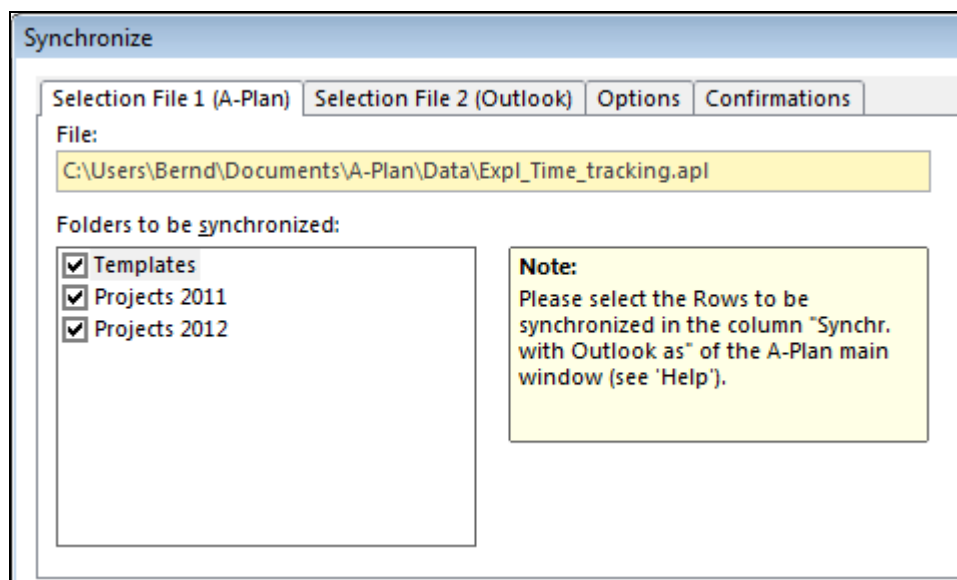 Synchronize
Selection File 1 (A-Plan) Selection File 2 (Outlook) Options Confirmations
File:
C:\Users\Bernd\Documents\A-Plan\Data\Expl_Time_tracking.apl
Folders to be synchronized:
Templates
Projects 2011
Projects 2012
Note:
Please select the Rows to be
synchronized in the column "Synchr.
with Outlook as" of the A-Plan main
window (see 'Help').